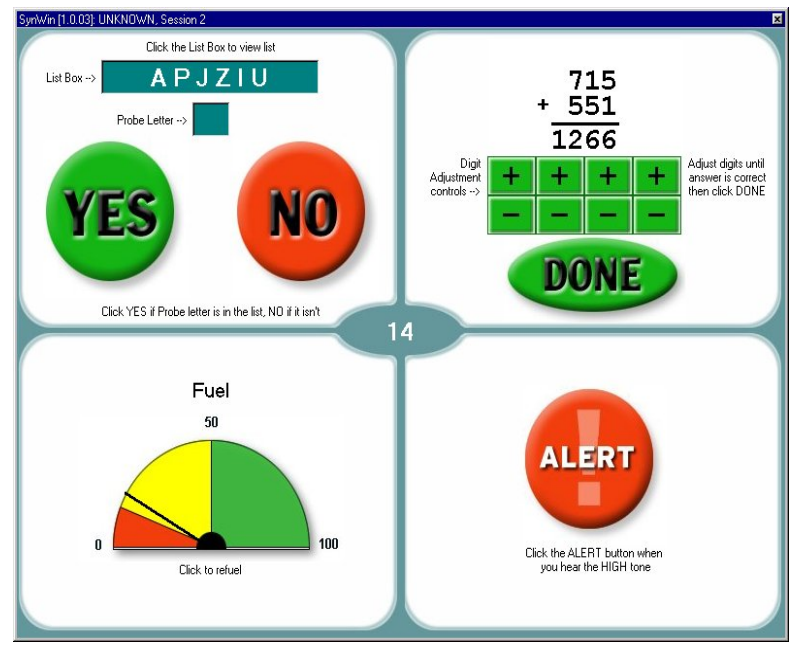 SynWin [1.0.03]: UNKNOWN, Session 2
Click the List Box to view list
List Box -->
A P J Z I U
Probe Letter -->
YES
NO
Click YES if Probe letter is in the list, NO if it isn't
715
+ 551
1266
Digit
Adjustment
controls -->
+ + + +
− − − −
Adjust digits until
answer is correct
then click DONE
DONE
14
Fuel
50
0
100
Click to refuel
!
ALERT
Click the ALERT button when
you hear the HIGH tone